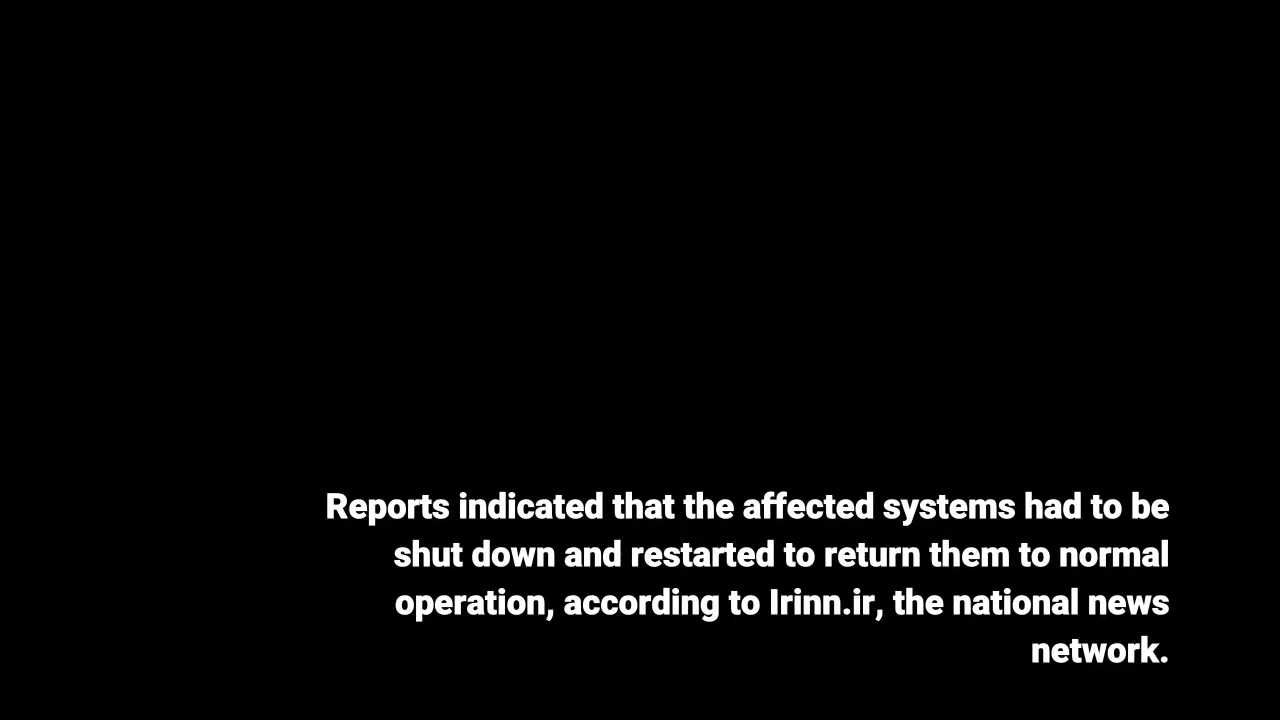 Reports indicated that the affected systems had to be
shut down and restarted to return them to normal
operation, according to Irinn.ir, the national news
network.